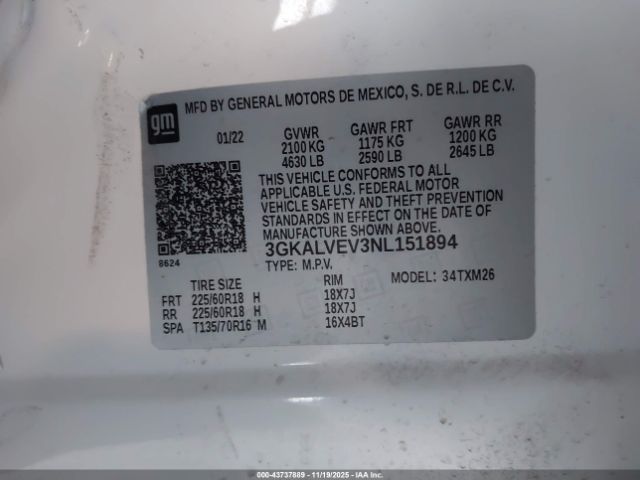 gm
MFD BY GENERAL MOTORS DE MEXICO, S. DE R.L. DE C.V.
01/22 GVWR GAWR FRT GAWR RR
2100 KG 1175 KG 1200 KG
4630 LB 2590 LB 2645 LB
THIS VEHICLE CONFORMS TO ALL
APPLICABLE U.S. FEDERAL MOTOR
VEHICLE SAFETY AND THEFT PREVENTION
STANDARDS IN EFFECT ON THE DATE
OF MANUFACTURE SHOWN ABOVE.
8624
3GKALVEV3NL151894
TYPE: M.P.V. MODEL: 34TXM26
TIRE SIZE RIM
FRT 225/60R18 H 18X7J
RR 225/60R18 H 18X7J
SPA T135/70R16 M 16X4BT
000-43737889 - 11/19/2025 - IAAI.com